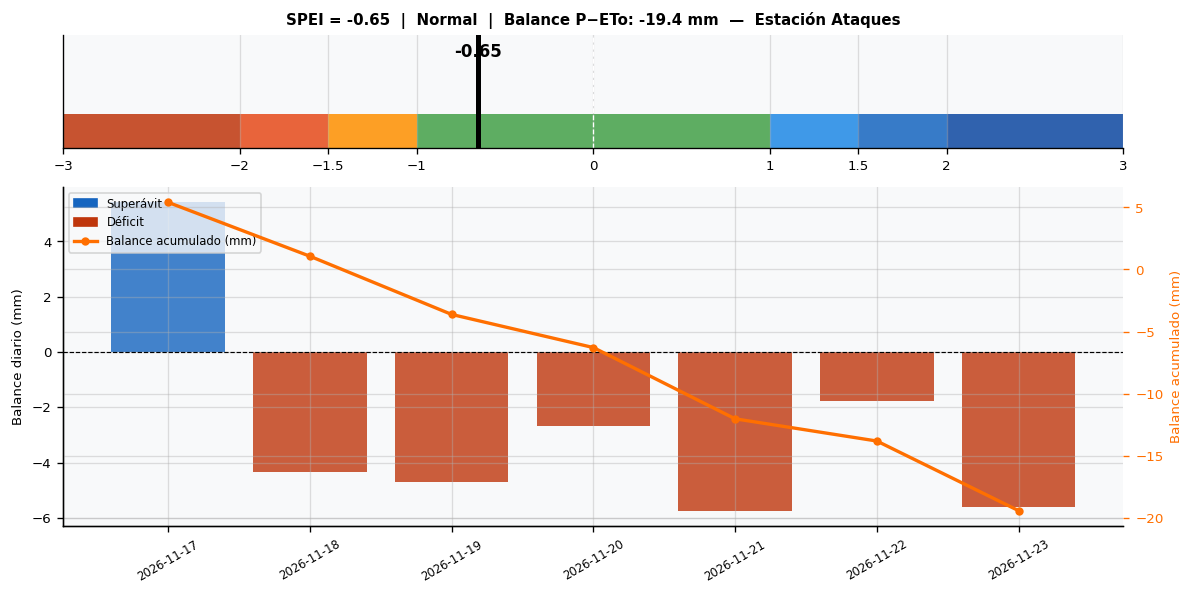 SPEI = -0.65  |  Normal  |  Balance P−ETo: -19.4 mm  —  Estación Ataques
-0.65
−3 −2 −1.5 −1 0 1 1.5 2 3
Superávit
Déficit
Balance acumulado (mm)
Balance diario (mm)
4
2
0
−2
−4
−6
5
0
−5
−10
−15
−20
Balance acumulado (mm)
2026-11-17 2026-11-18 2026-11-19 2026-11-20 2026-11-21 2026-11-22 2026-11-23